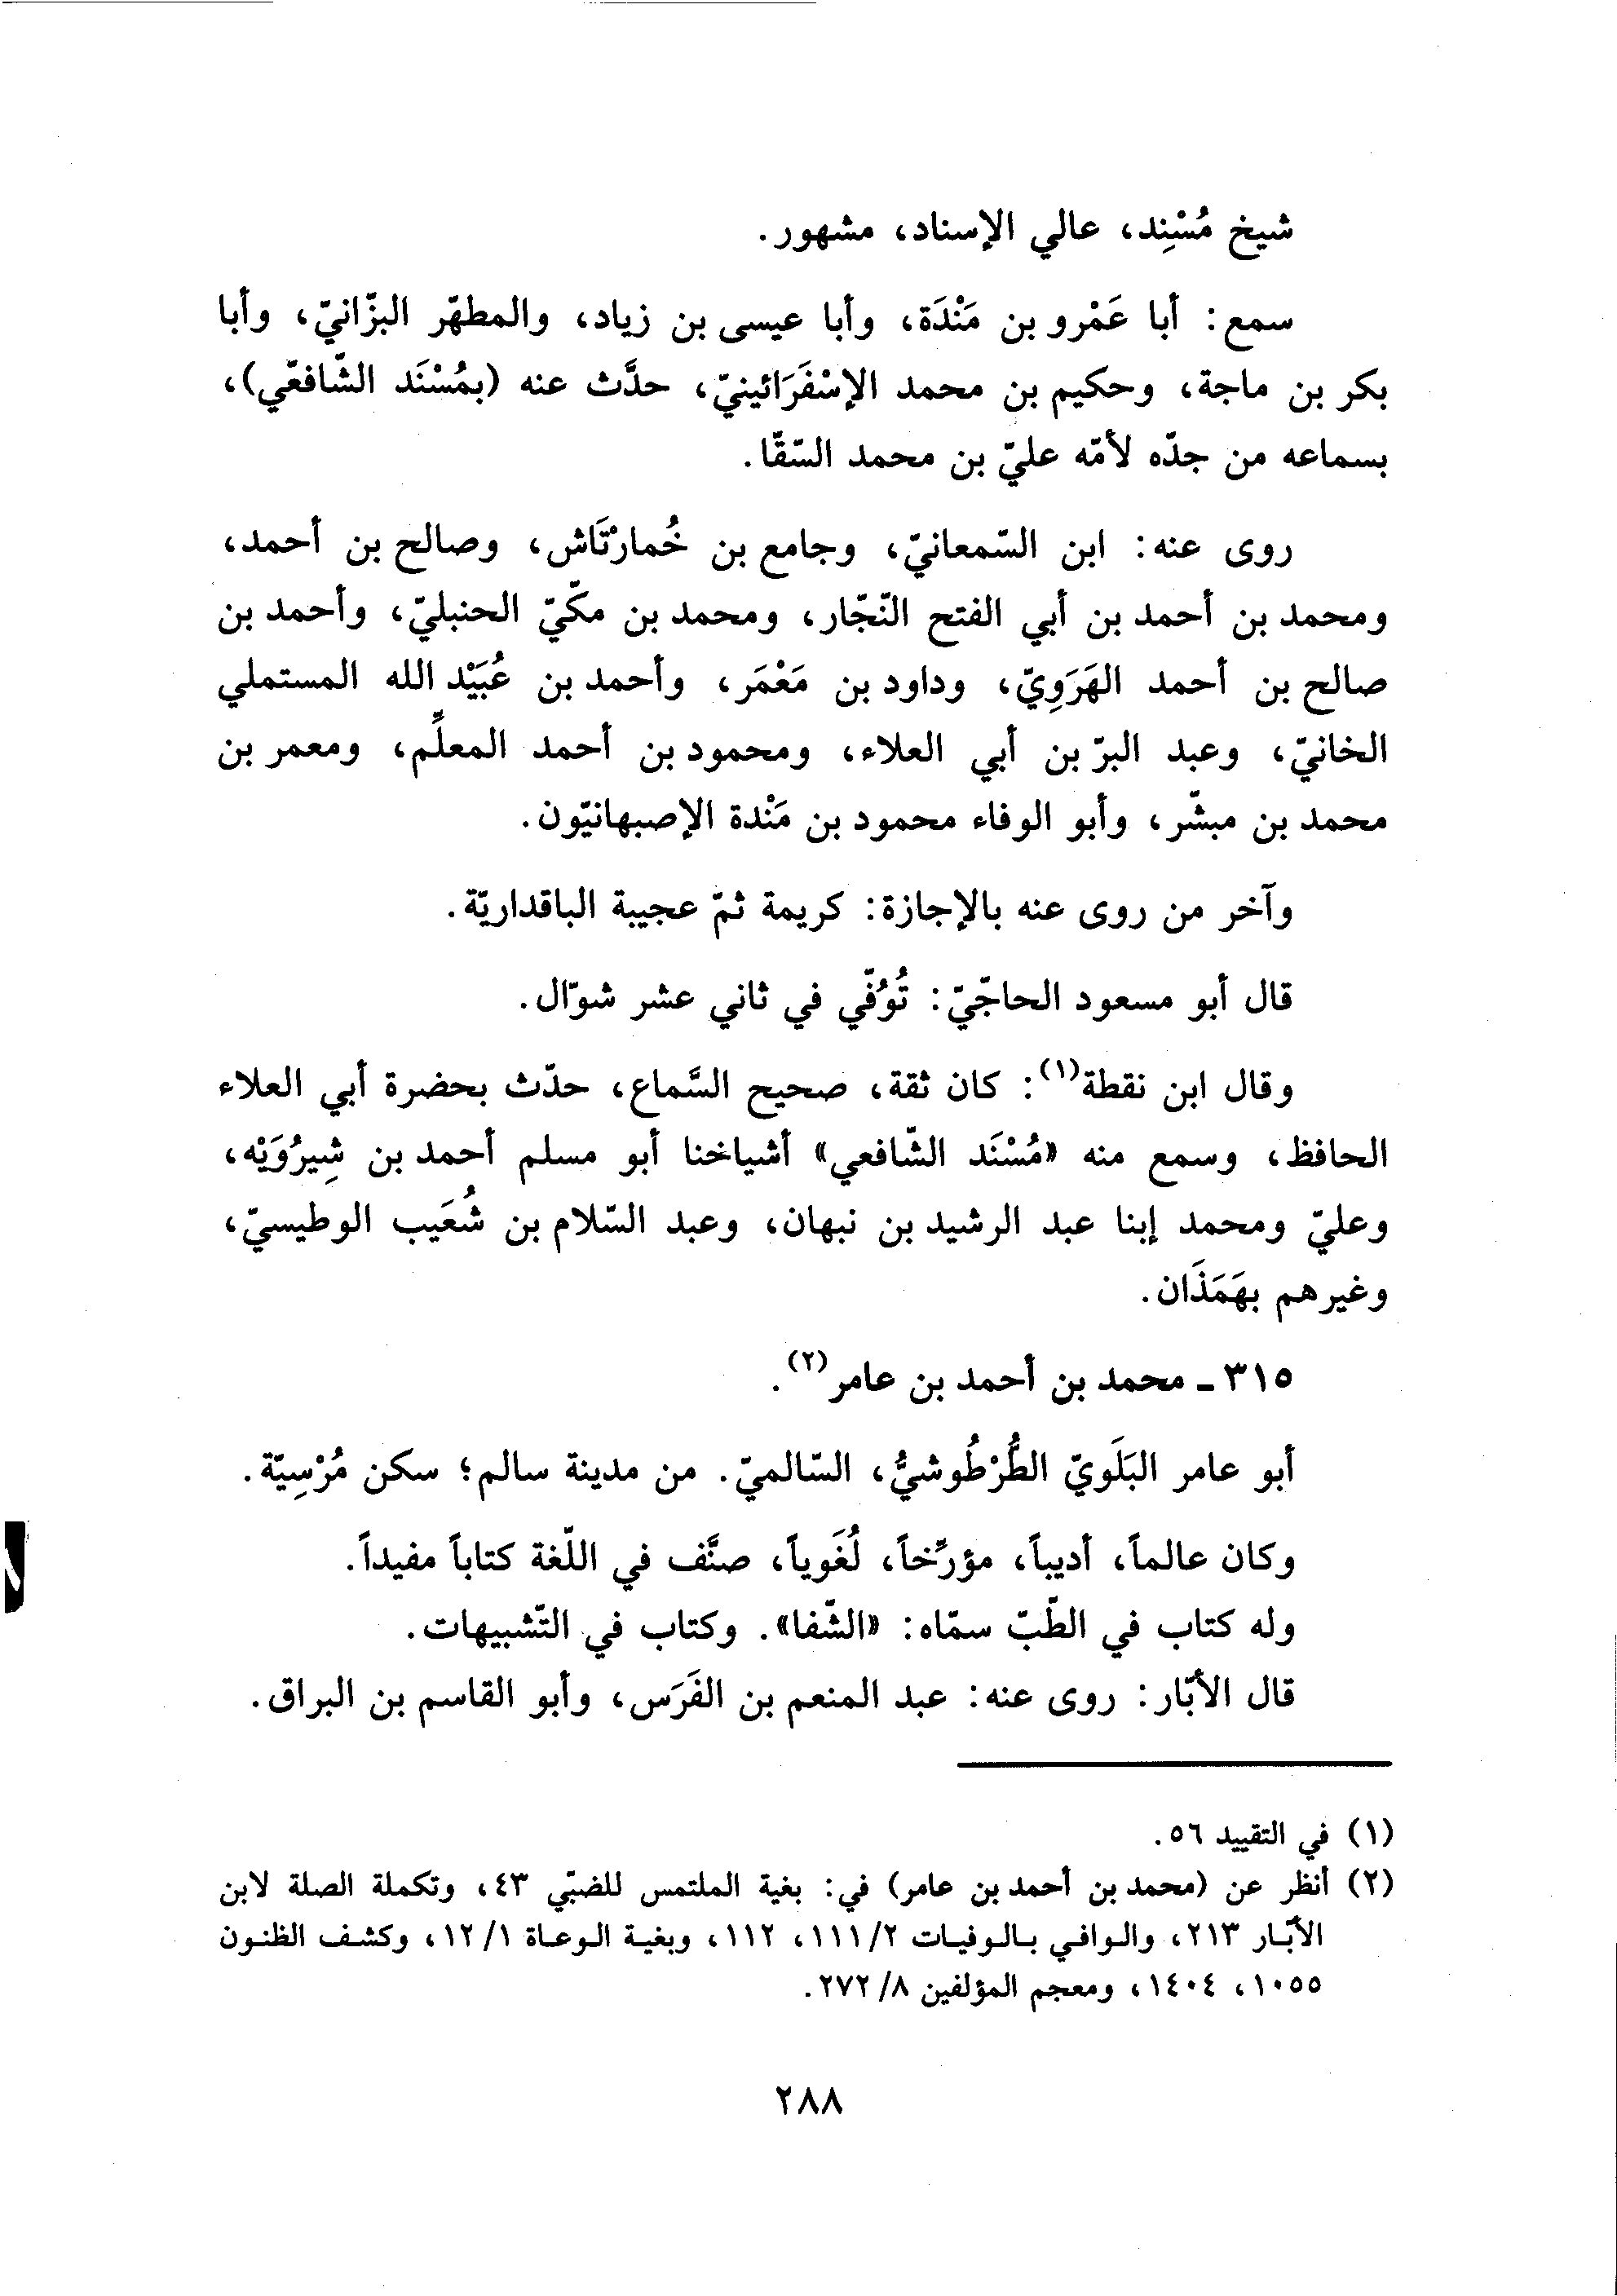 شيخ مُسْنِد، عالي الإسناد، مشهور.
سمع: أبا عَمْرو بن مَنْدَة، وأبا عيسى بن زياد، والمطهّر البزّانيّ، وأبا
بكر بن ماجة، وحكيم بن محمد الإسْفَرَائينيّ، حدَّث عنه (بمُسْنَد الشّافعّي)،
بسماعه من جدّه لأمّه عليّ بن محمد السّقّا.
روى عنه: ابن السّمعانيّ، وجامع بن خُمارْتَاش، وصالح بن أحمد،
ومحمد بن أحمد بن أبي الفتح النّجّار، ومحمد بن مكّيّ الحنبليّ، وأحمد بن
صالح بن أحمد الهَرَوِيّ، وداود بن مَعْمَر، وأحمد بن عُبَيْد الله المستملي
الخانيّ، وعبد البرّ بن أبي العلاء، ومحمود بن أحمد المعلِّم، ومعمر بن
محمد بن مبشّر، وأبو الوفاء محمود بن مَنْدة الإصبهانيّون.
وآخر من روى عنه بالإجازة: كريمة ثمّ عجيبة الباقداريّة.
قال أبو مسعود الحاجّيّ: تُوُفّي في ثاني عشر شوّال.
وقال ابن نقطة(١): كان ثقة، صحيح السَّماع، حدّث بحضرة أبي العلاء
الحافظ، وسمع منه «مُسْنَد الشّافعي» أشياخنا أبو مسلم أحمد بن شِيرُوَيْه،
وعليّ ومحمد إبنا عبد الرشيد بن نبهان، وعبد السّلام بن شُعَيب الوطيسيّ،
وغيرهم بهَمَذَان.
٣١٥ ـ محمد بن أحمد بن عامر(٢).
أبو عامر البَلَويّ الطُّرْطُوشيُّ، السّالميّ. من مدينة سالم؛ سكن مُرْسِيّة.
وكان عالماً، أديباً، مؤرِّخاً، لُغَوياً، صنَّف في اللّغة كتاباً مفيداً.
وله كتاب في الطّبّ سمّاه: «الشّفا». وكتاب في التّشبيهات.
قال الأبّار: روى عنه: عبد المنعم بن الفَرَس، وأبو القاسم بن البراق.
(١) في التقييد ٥٦.
(٢) أنظر عن (محمد بن أحمد بن عامر) في: بغية الملتمس للضبّي ٤٣، وتكملة الصلة لابن
الأبّار ٢١٣، والوافي بالوفيات ٢/ ١١١، ١١٢، وبغية الوعاة ١/ ١٢، وكشف الظنون
١٠٥٥، ١٤٠٤، ومعجم المؤلفين ٨/ ٢٧٢.
٢٨٨